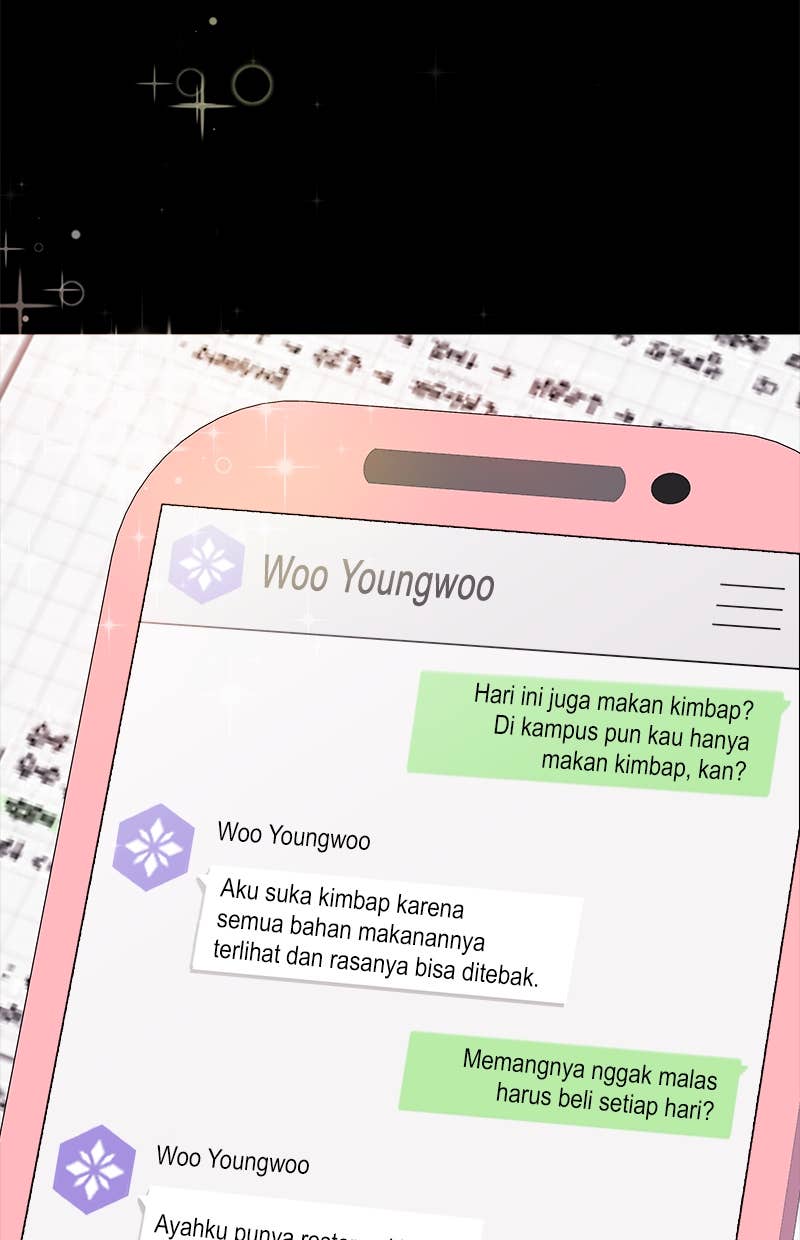 Woo Youngwoo
Hari ini juga makan kimbap?
Di kampus pun kau hanya
makan kimbap, kan?
Woo Youngwoo
Aku suka kimbap karena
semua bahan makanannya
terlihat dan rasanya bisa ditebak.
Memangnya nggak malas
harus beli setiap hari?
Woo Youngwoo
Ayahku punya